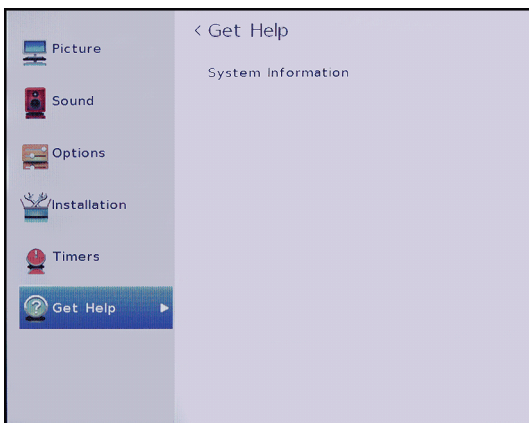 Picture
Sound
Options
Installation
Timers
Get Help
< Get Help
System Information